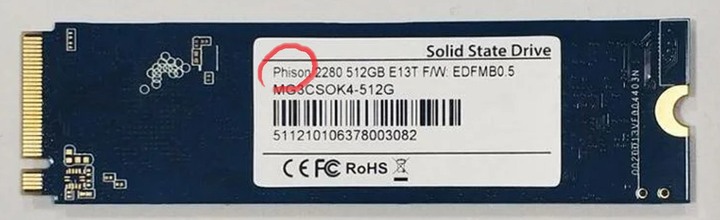 Solid State Drive
Phison 2280 512GB E13T F/W: EDFMB0.5
MG3CSOK4-512G
511210106378003082
CE FC RoHS